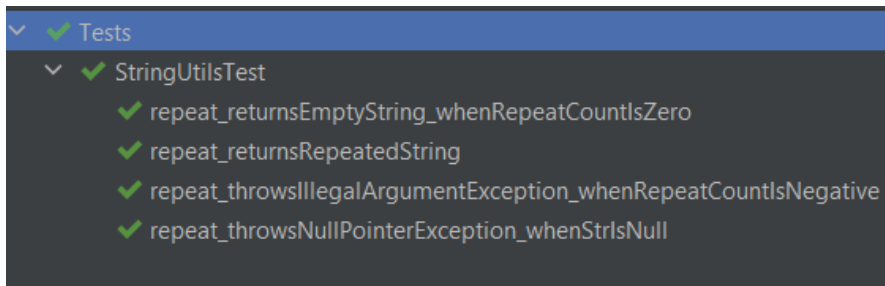 Tests
StringUtilsTest
repeat_returnsEmptyString_whenRepeatCountIsZero
repeat_returnsRepeatedString
repeat_throwsIllegalArgumentException_whenRepeatCountIsNegative
repeat_throwsNullPointerException_whenStrIsNull